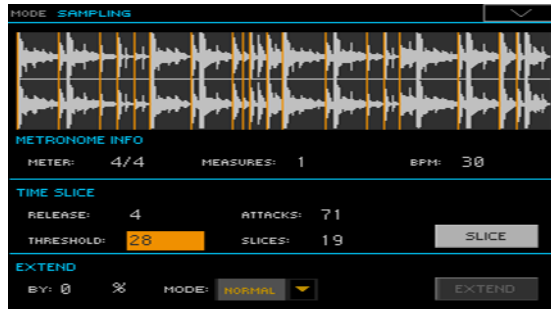 MODE SAMPLING
METRONOME INFO
METER: 4/4 MEASURES: 1 BPM: 30
TIME SLICE
RELEASE: 4 ATTACKS: 71
THRESHOLD: 28 SLICES: 19 SLICE
EXTEND
BY: 0 % MODE: NORMAL EXTEND